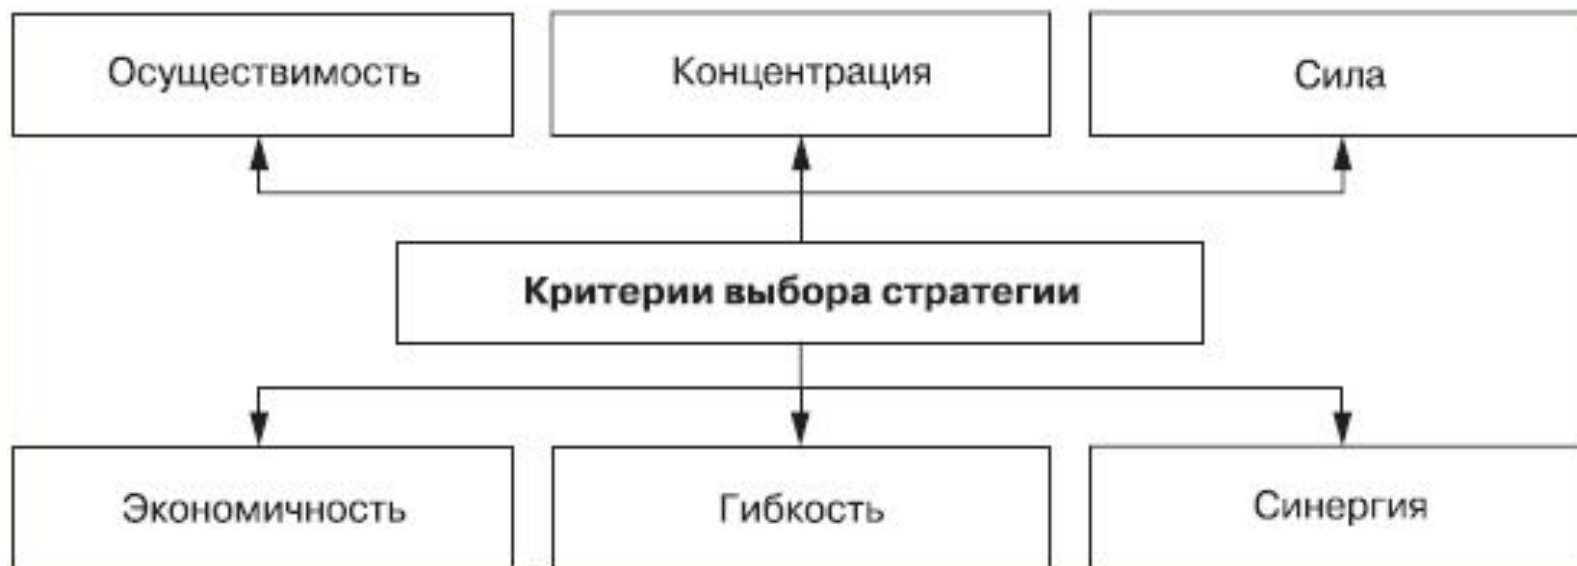 Осуществимость
Концентрация
Сила
Критерии выбора стратегии
Экономичность
Гибкость
Синергия